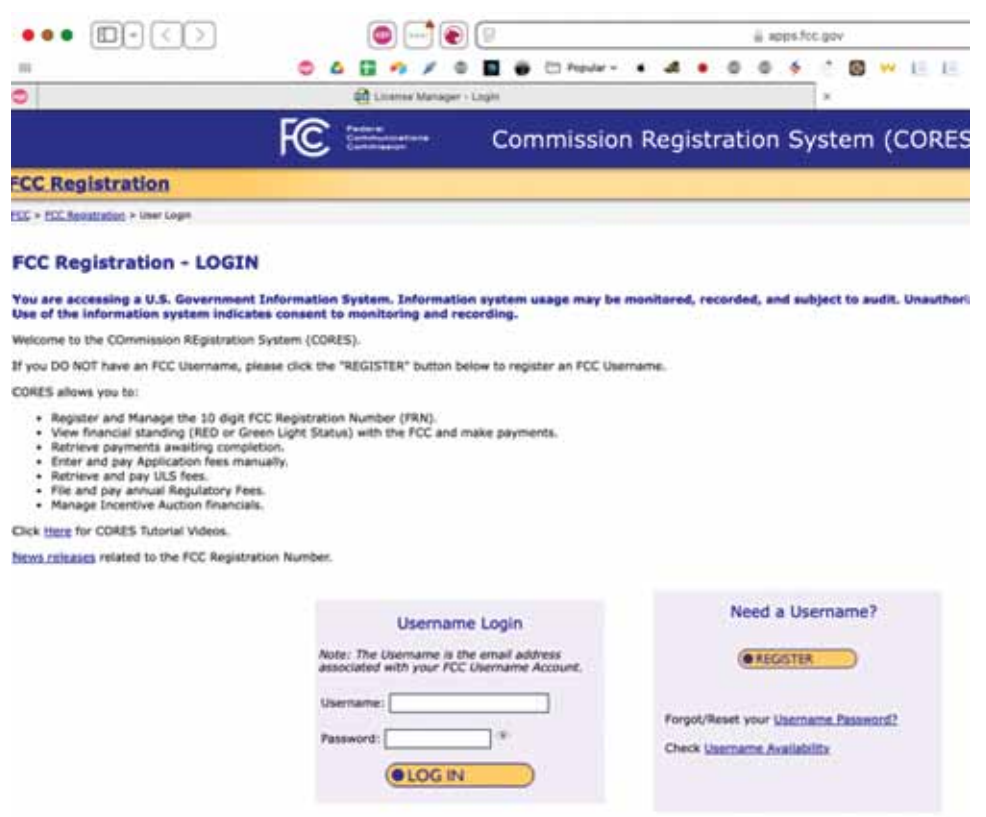 apps.fcc.gov
Popular
License Manager - Login
FCC Federal Communications Commission
Commission Registration System (CORES
FCC Registration
FCC > FCC Registration > User Login
FCC Registration - LOGIN
You are accessing a U.S. Government Information System. Information system usage may be monitored, recorded, and subject to audit. Unauthori
Use of the information system indicates consent to monitoring and recording.
Welcome to the COmmission REgistration System (CORES).
If you DO NOT have an FCC Username, please click the "REGISTER" button below to register an FCC Username.
CORES allows you to:
• Register and Manage the 10 digit FCC Registration Number (FRN).
• View financial standing (RED or Green Light Status) with the FCC and make payments.
• Retrieve payments awaiting completion.
• Enter and pay Application fees manually.
• Retrieve and pay ULS fees.
• File and pay annual Regulatory Fees.
• Manage Incentive Auction financials.
Click Here for CORES Tutorial Videos.
News releases related to the FCC Registration Number.
Username Login
Note: The Username is the email address
associated with your FCC Username Account.
Username:
Password:
LOG IN
Need a Username?
REGISTER
Forgot/Reset your Username Password?
Check Username Availability